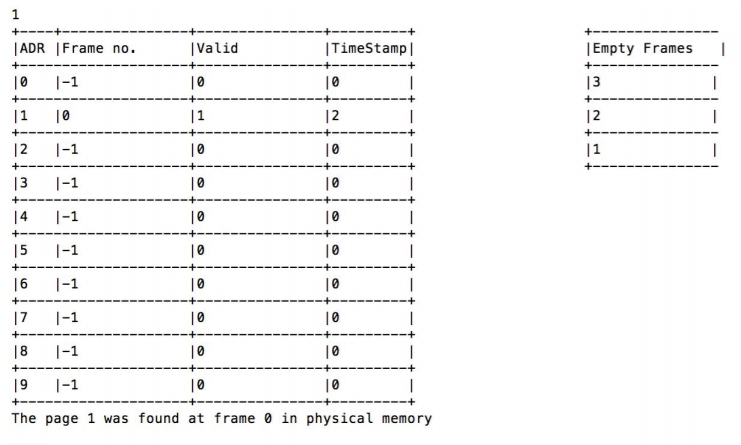 1
+----+---------------+---------------+---------+ +---------------
|ADR |Frame no. |Valid |TimeStamp| |Empty Frames |
+----+---------------+---------------+---------+ +---------------
|0 |-1 |0 |0 | |3 |
+--------------------+---------------+---------+ +---------------
|1 |0 |1 |2 | |2 |
+--------------------+---------------+---------+ +---------------
|2 |-1 |0 |0 | |1 |
+--------------------+---------------+---------+ +---------------
|3 |-1 |0 |0 |
+--------------------+---------------+---------+
|4 |-1 |0 |0 |
+--------------------+---------------+---------+
|5 |-1 |0 |0 |
+--------------------+---------------+---------+
|6 |-1 |0 |0 |
+--------------------+---------------+---------+
|7 |-1 |0 |0 |
+--------------------+---------------+---------+
|8 |-1 |0 |0 |
+--------------------+---------------+---------+
|9 |-1 |0 |0 |
+--------------------+---------------+---------+
The page 1 was found at frame 0 in physical memory